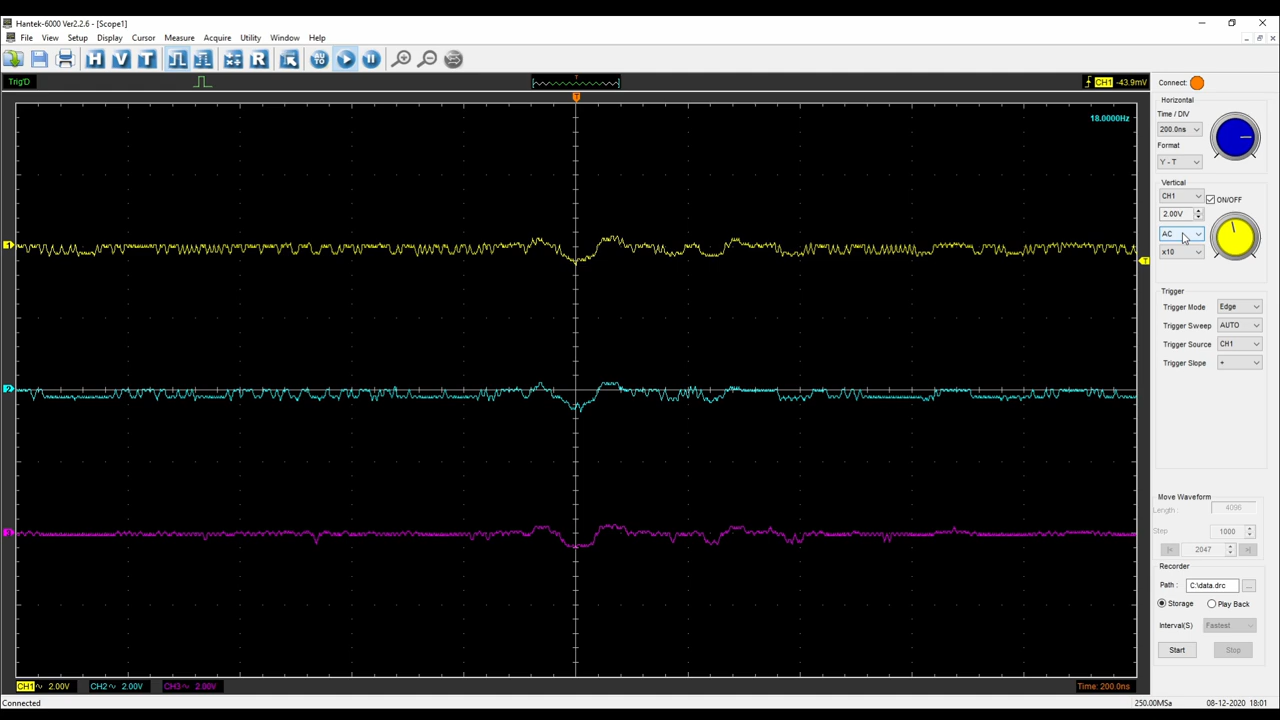 Hantek-6000 Ver2.2.6 - [Scope1]
File View Setup Display Cursor Measure Acquire Utility Window Help
H V T R AUTO
Trig'D T CH1 -43.9mV
T
18.0000Hz
1
T
2
3
CH1 2.00V CH2 2.00V CH3 2.00V Time: 200.0ns
Connect:
Horizontal
Time / DIV
200.0ns
Format
Y - T
Vertical
CH1 ON/OFF
2.00V
AC
x10
Trigger
Trigger Mode Edge
Trigger Sweep AUTO
Trigger Source CH1
Trigger Slope +
Move Waveform
Length : 4096
Step 1000
2047
Recorder
Path : C:\data.drc ...
Storage Play Back
Interval(S) Fastest
Start Stop
Connected 250.00MSa 08-12-2020 18:01